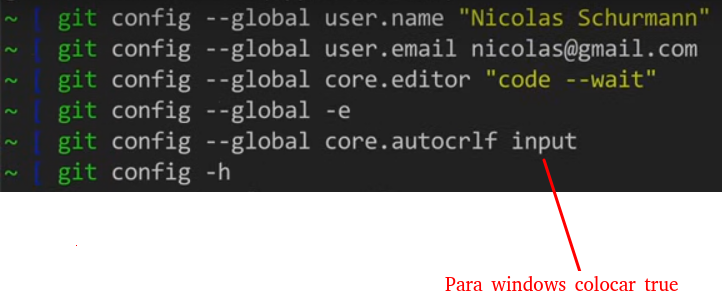 ~ | git config --global user.name "Nicolas Schurmann"
~ | git config --global user.email nicolas@gmail.com
~ | git config --global core.editor "code --wait"
~ | git config --global -e
~ | git config --global core.autocrlf input
~ | git config -h
Para windows colocar true